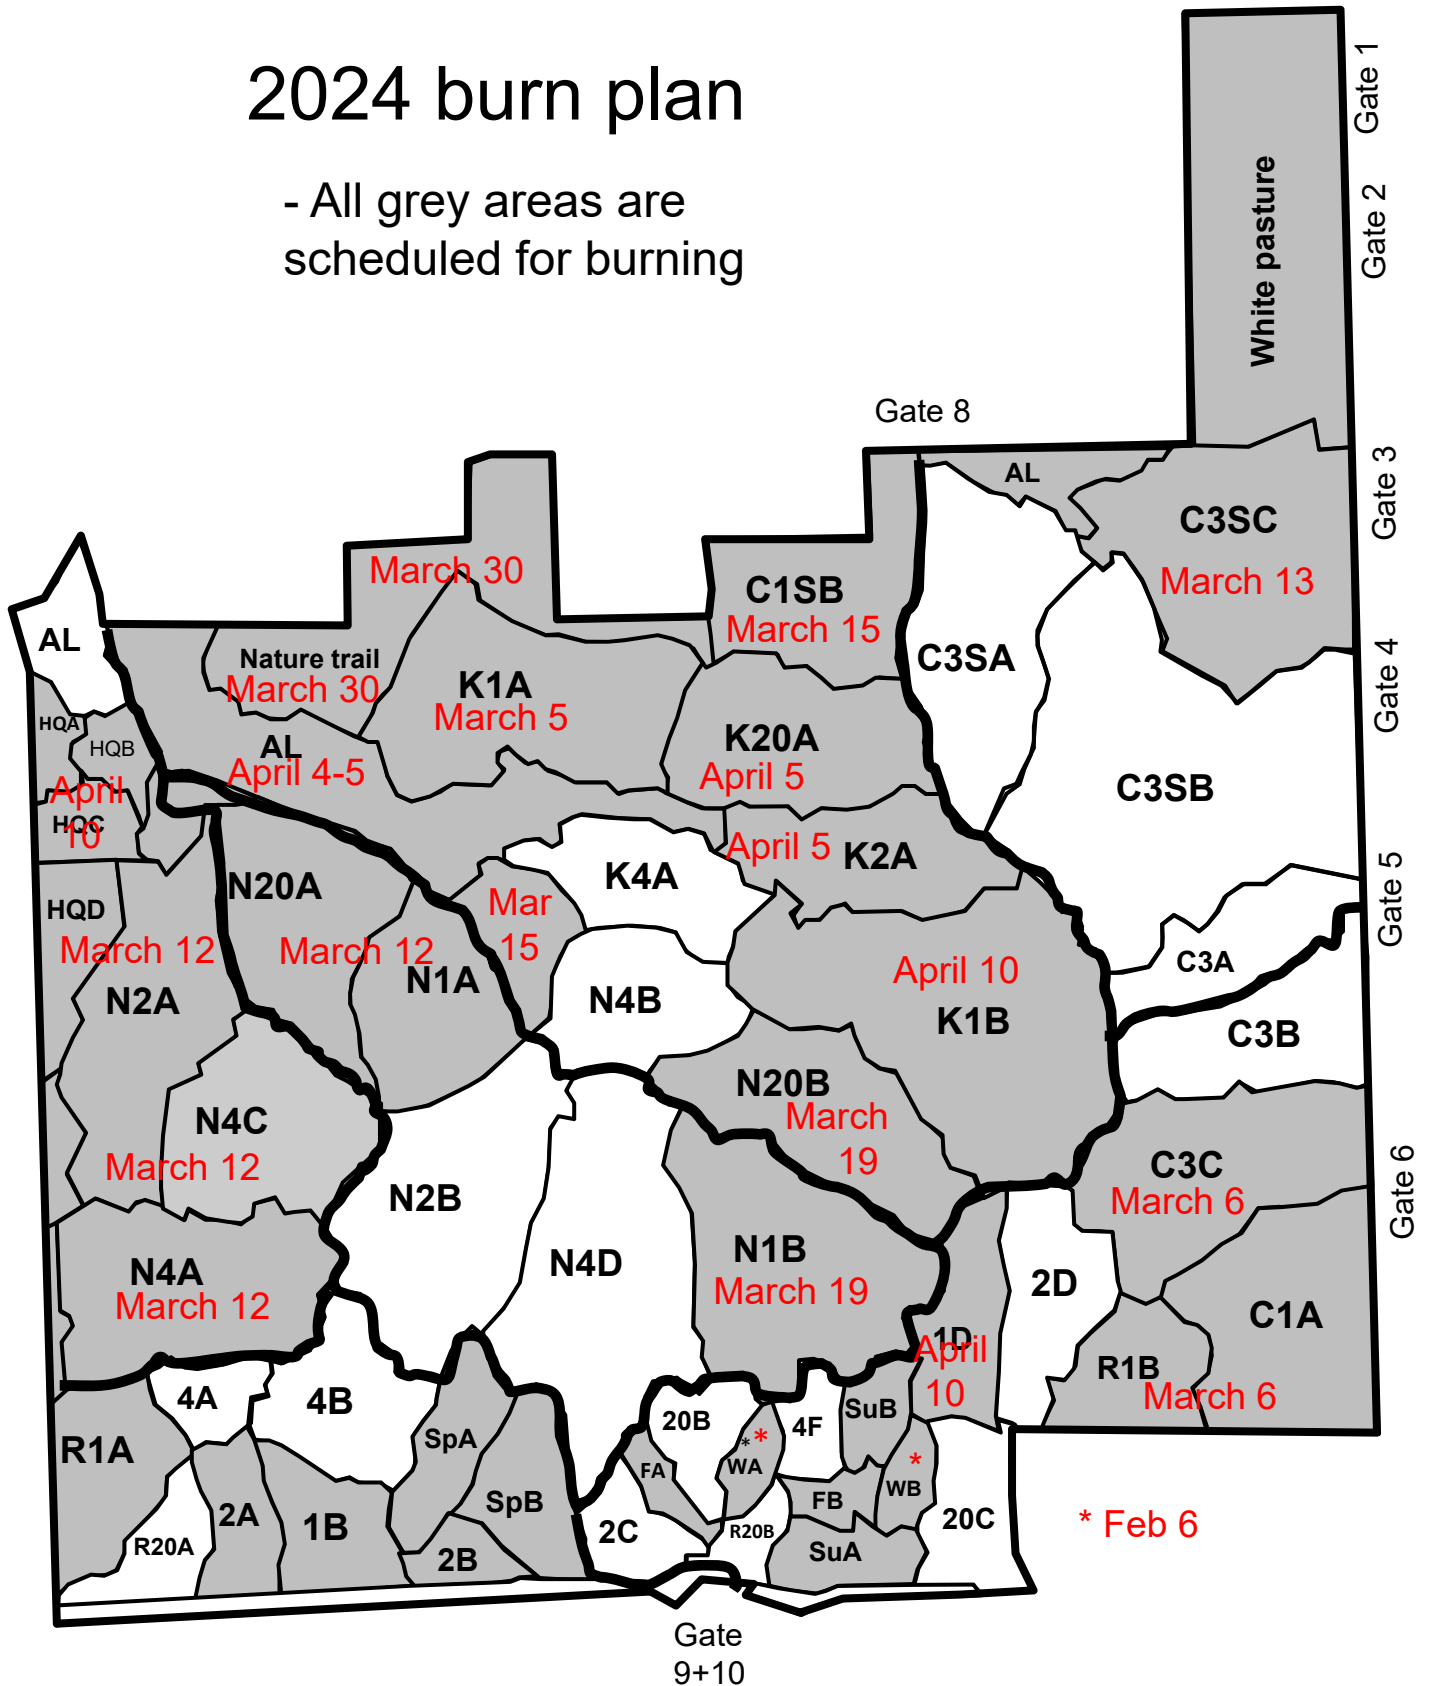 2024 burn plan
- All grey areas are
scheduled for burning
Gate 1
Gate 2
White pasture
Gate 8
Gate 3
AL
C3SC
March 13
March 30
C1SB
March 15
AL
Nature trail
March 30
K1A
March 5
C3SA
Gate 4
HQA
HQB
AL
April 4-5
K20A
April 5
C3SB
April
10
HQC
April 5
K2A
K4A
N20A
Mar
15
Gate 5
HQD
March 12
March 12
N1A
N2A
N4B
April 10
K1B
C3A
C3B
N20B
March
19
N4C
March 12
N2B
C3C
March 6
Gate 6
N4A
March 12
N4D
N1B
March 19
2D
C1A
1D
April
10
R1B
March 6
4A
4B
20B
4F
SuB
R1A
SpA
* *
WA
FA
*
WB
SpB
FB
2A
1B
2C
R20B
20C
* Feb 6
R20A
2B
SuA
Gate
9+10